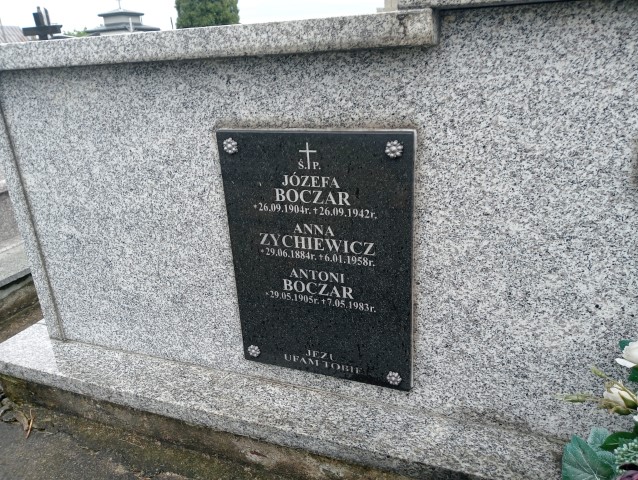 Ś.P.
JÓZEFA
BOCZAR
*26.09.1904r. +26.09.1942r.
ANNA
ZYCHIEWICZ
*29.06.1884r. +6.01.1958r.
ANTONI
BOCZAR
*29.05.1905r. +7.05.1983r.
JEZU
UFAM TOBIE